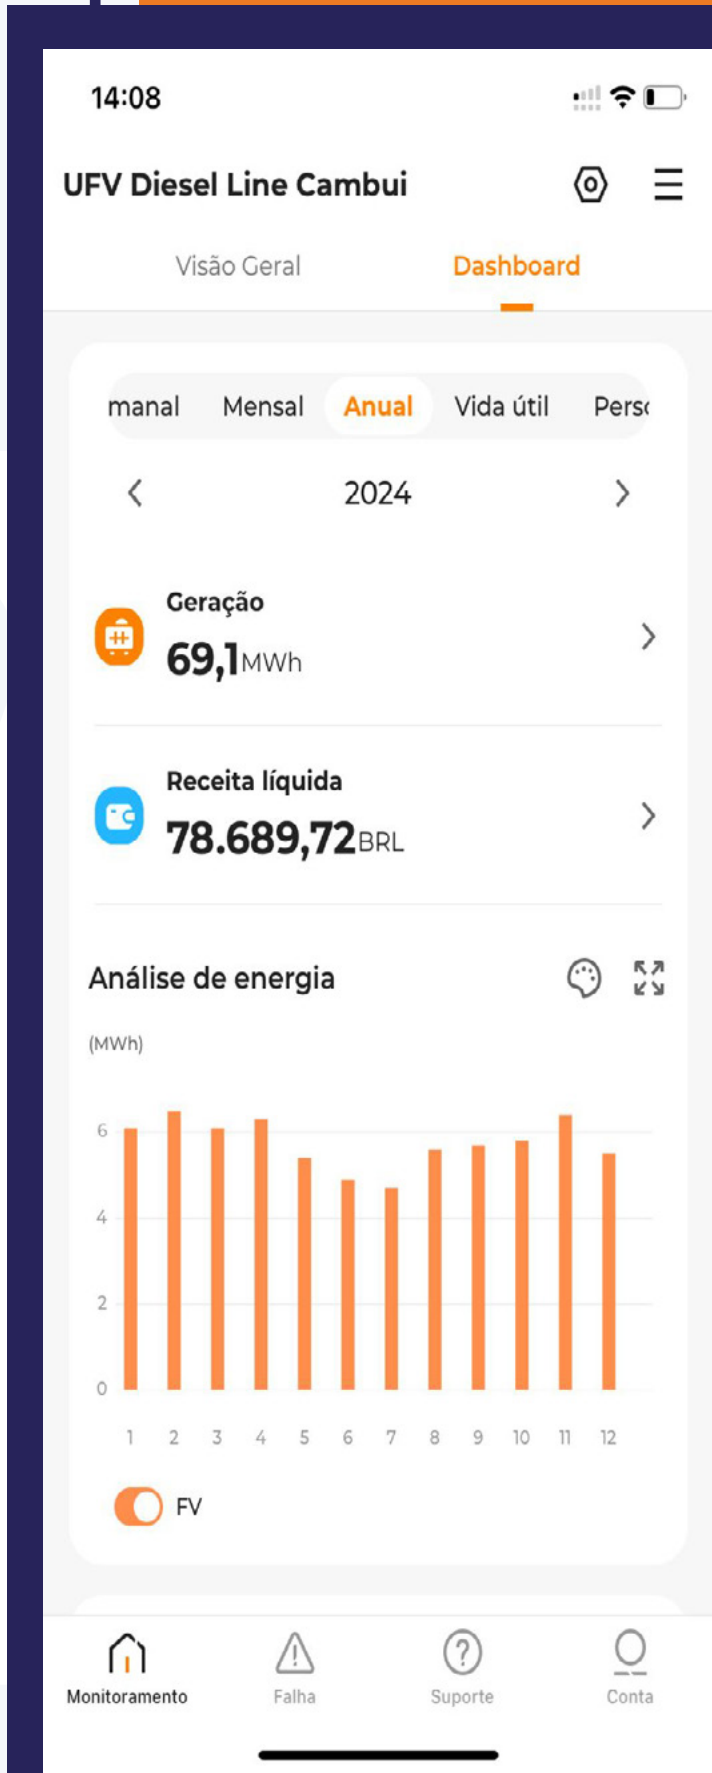 14:08
UFV Diesel Line Cambui
Visão Geral Dashboard
manal Mensal Anual Vida útil Perso
2024
Geração
69,1MWh
Receita líquida
78.689,72BRL
Análise de energia
(MWh)
6
4
2
0
1 2 3 4 5 6 7 8 9 10 11 12
FV
Monitoramento Falha Suporte Conta